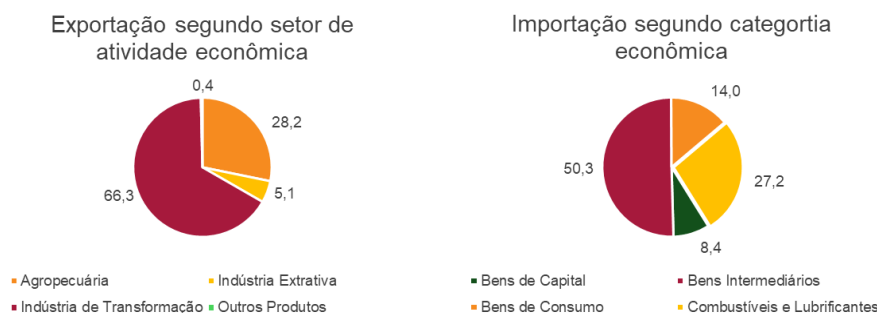 Exportação segundo setor de
atividade econômica
0,4
28,2
5,1
66,3
Agropecuária
Indústria Extrativa
Indústria de Transformação
Outros Produtos
Importação segundo categortia
econômica
14,0
27,2
8,4
50,3
Bens de Capital
Bens Intermediários
Bens de Consumo
Combustíveis e Lubrificantes